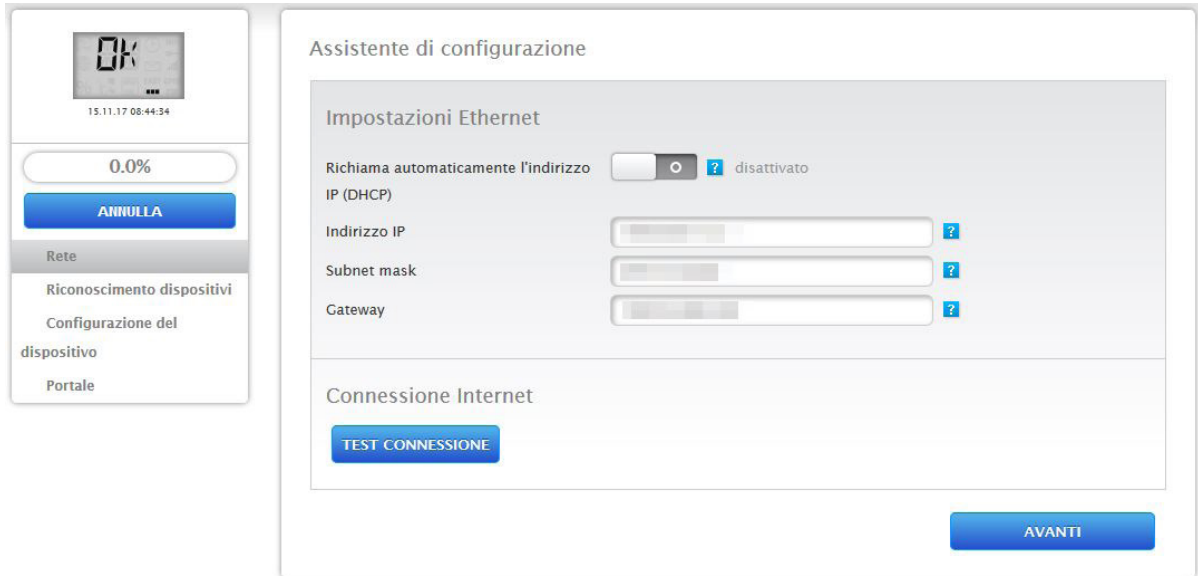 OK
15.11.17 08:44:34
0.0%
ANNULLA
Rete
Riconoscimento dispositivi
Configurazione del
dispositivo
Portale
Assistente di configurazione
Impostazioni Ethernet
Richiama automaticamente l'indirizzo
IP (DHCP)
? disattivato
Indirizzo IP
?
Subnet mask
?
Gateway
?
Connessione Internet
TEST CONNESSIONE
AVANTI